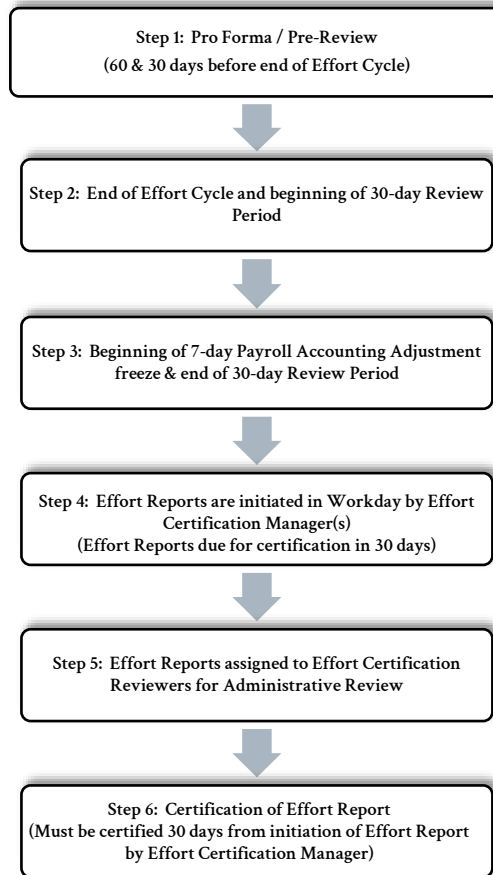 Step 1: Pro Forma / Pre-Review
(60 & 30 days before end of Effort Cycle)
Step 2: End of Effort Cycle and beginning of 30-day Review
Period
Step 3: Beginning of 7-day Payroll Accounting Adjustment
freeze & end of 30-day Review Period
Step 4: Effort Reports are initiated in Workday by Effort
Certification Manager(s)
(Effort Reports due for certification in 30 days)
Step 5: Effort Reports assigned to Effort Certification
Reviewers for Administrative Review
Step 6: Certification of Effort Report
(Must be certified 30 days from initiation of Effort Report
by Effort Certification Manager)